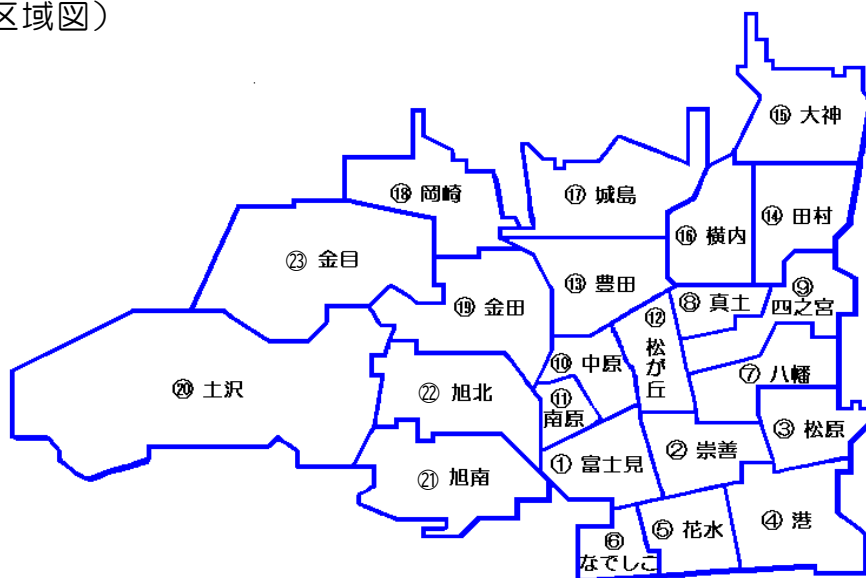 区域図）
⑮ 大神
⑱ 岡崎
⑰ 城島
⑭ 田村
⑯ 横内
㉓ 金目
⑬ 豊田
⑨
四之宮
⑧ 真土
⑲ 金田
⑫
松が丘
⑩ 中原
⑦ 八幡
⑳ 土沢
㉒ 旭北
⑪
南原
③ 松原
② 崇善
① 富士見
㉑ 旭南
④ 港
⑤ 花水
⑥
なでしこ